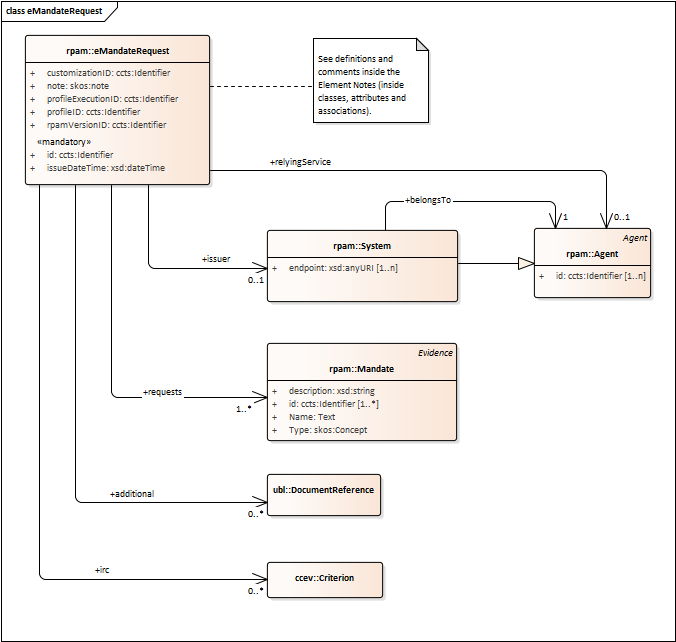 class eMandateRequest
rpam::eMandateRequest
+ customizationID: ccts:Identifier
+ note: skos:note
+ profileExecutionID: ccts:Identifier
+ profileID: ccts:Identifier
+ rpamVersionID: ccts:Identifier
«mandatory»
+ id: ccts:Identifier
+ issueDateTime: xsd:dateTime
See definitions and
comments inside the
Element Notes (inside
classes, attributes and
associations).
+relyingService
+belongsTo
1
0..1
rpam::System
+ endpoint: xsd:anyURI [1..n]
Agent
rpam::Agent
+ id: ccts:Identifier [1..n]
+issuer
0..1
Evidence
rpam::Mandate
+ description: xsd:string
+ id: ccts:Identifier [1..*]
+ Name: Text
+ Type: skos:Concept
+requests
1..*
ubl::DocumentReference
+additional
0..*
ccev::Criterion
+irc
0..*